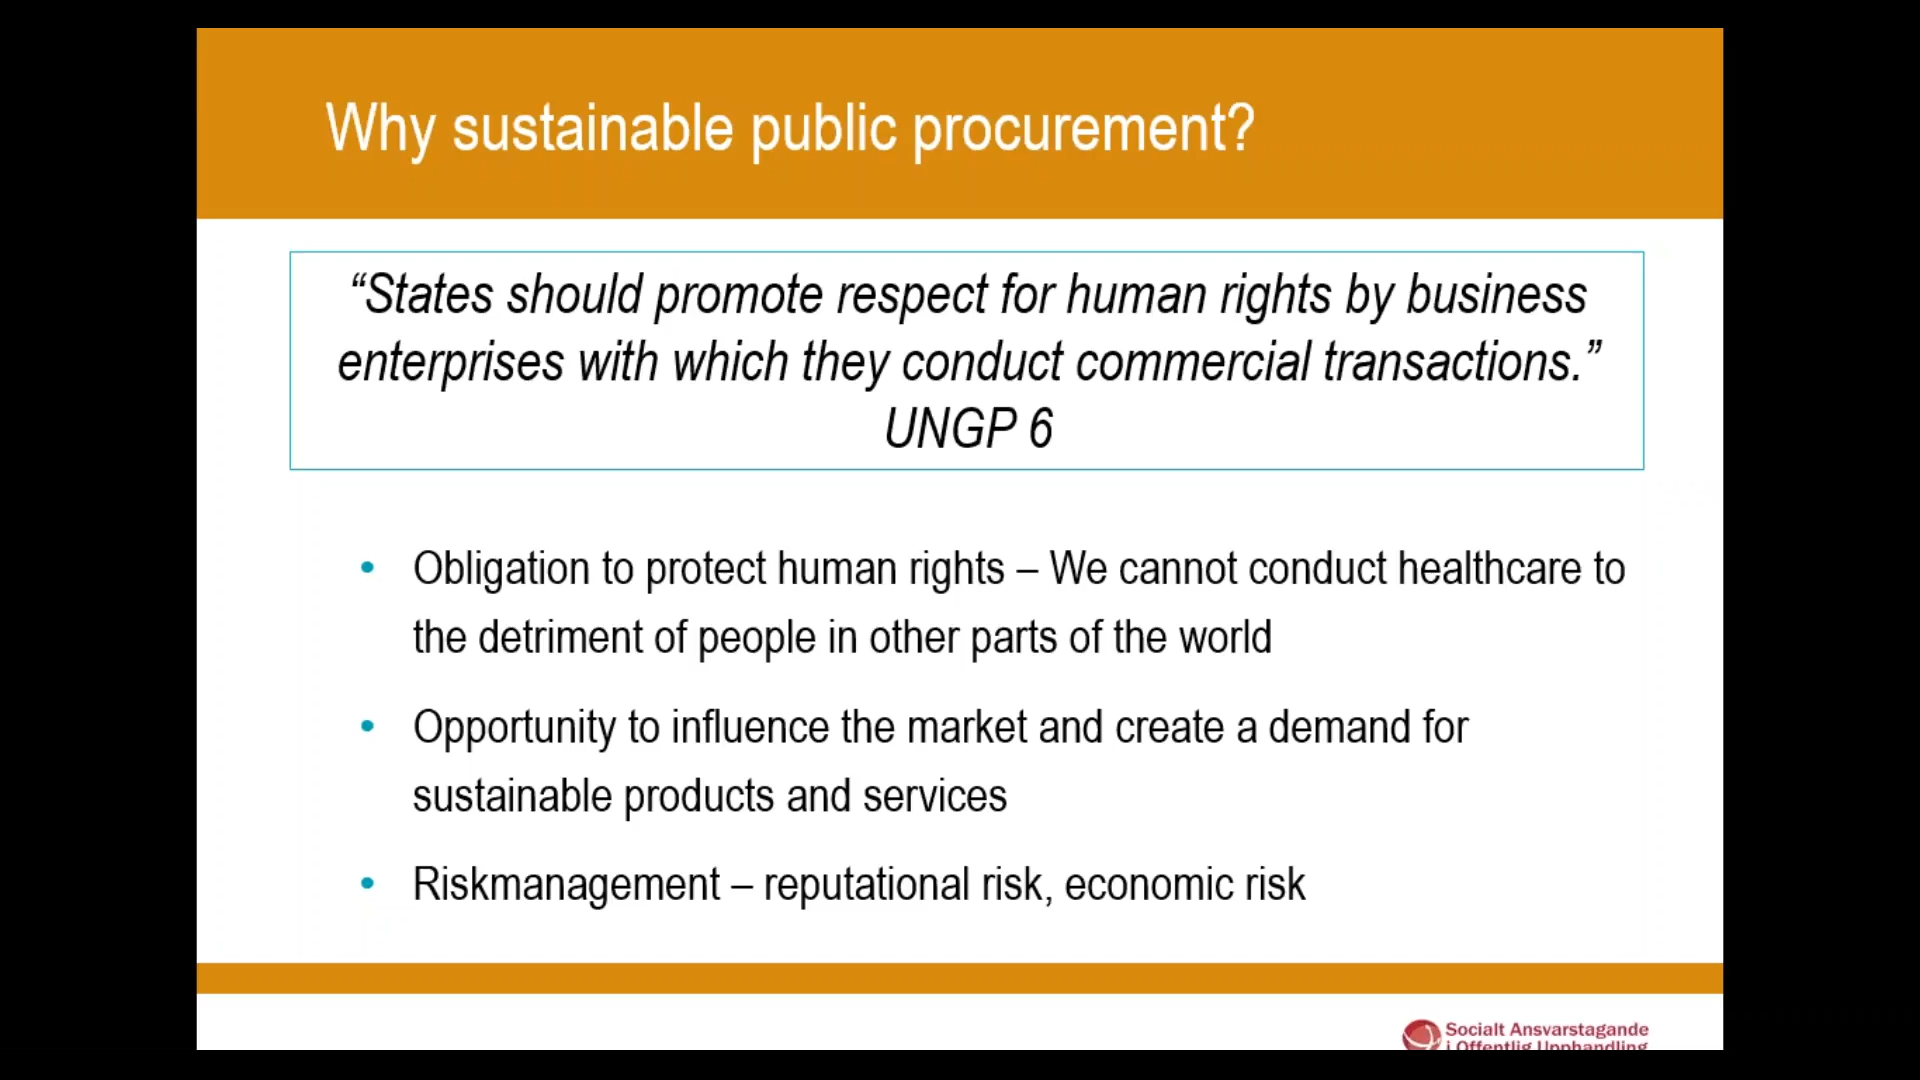 Why sustainable public procurement?
“States should promote respect for human rights by business
enterprises with which they conduct commercial transactions.”
UNGP 6
• Obligation to protect human rights – We cannot conduct healthcare to
the detriment of people in other parts of the world
• Opportunity to influence the market and create a demand for
sustainable products and services
• Riskmanagement – reputational risk, economic risk
Socialt Ansvarstagande
i Offentlig Upphandling